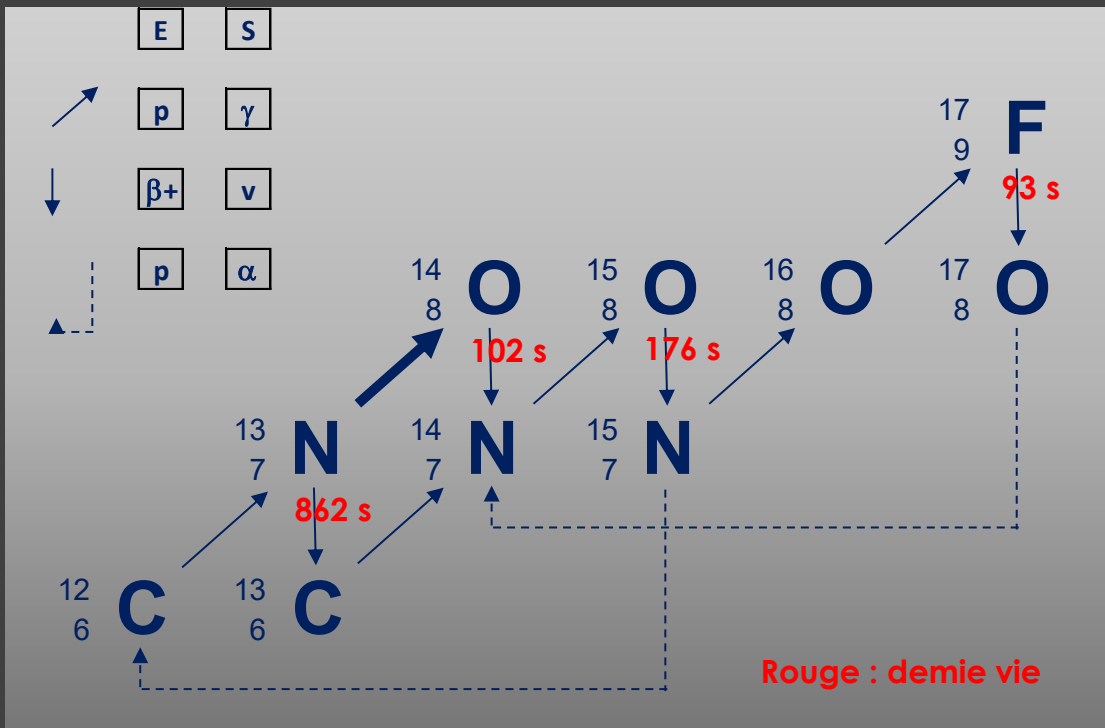 E S
p γ
β+ ν
p α
17
9 F
93 s
14
8 O
15
8 O
16
8 O
17
8 O
102 s
176 s
13
7 N
14
7 N
15
7 N
862 s
12
6 C
13
6 C
Rouge : demie vie